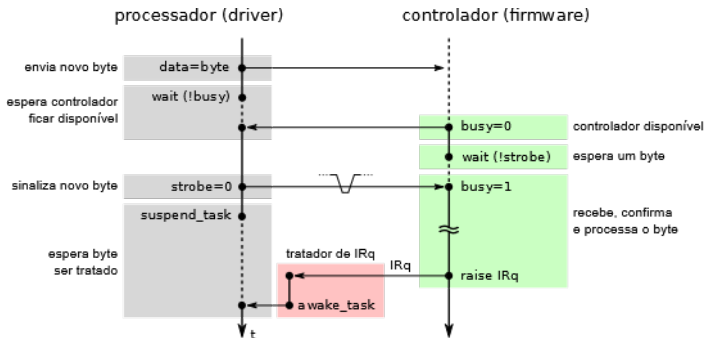 processador (driver)
controlador (firmware)
envia novo byte
data=byte
wait (!busy)
espera controlador
ficar disponível
busy=0
controlador disponível
wait (!strobe)
espera um byte
sinaliza novo byte
strobe=0
busy=1
suspend_task
recebe, confirma
e processa o byte
espera byte
ser tratado
tratador de IRq
IRq
raise IRq
awake_task
t